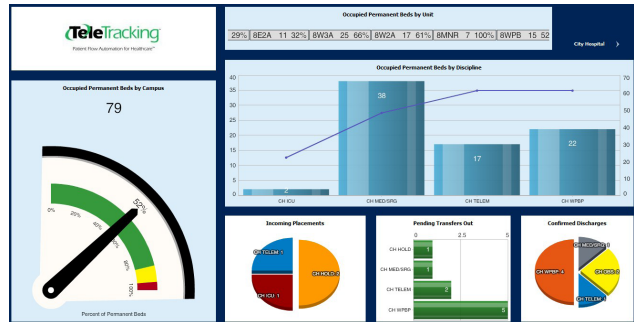 TeleTracking
Patient Flow Automation for Healthcare™
Occupied Permanent Beds by Unit
29% 8E2A 11 32% 8W3A 25 66% 8W2A 17 61% 8MNR 7 100% 8WPB 15 52
City Hospital
Occupied Permanent Beds by Campus
79
0%
20%
40%
60%
80%
100%
52%
Percent of Permanent Beds
Occupied Permanent Beds by Discipline
40
35
30
25
20
15
10
5
0
2
38
17
22
70
60
50
40
30
20
10
0
CH ICU
CH MED/SRG
CH TELEM
CH WPBP
Incoming Placements
CH TELEM: 1
CH HOLD: 2
CH ICU: 1
Pending Transfers Out
0 2.5 5
CH HOLD 1
CH MED/SRG 1
CH TELEM 2
CH WPBP 5
Confirmed Discharges
CH MED/SRG: 1
CH WPBP: 4
CH TELEM: 1